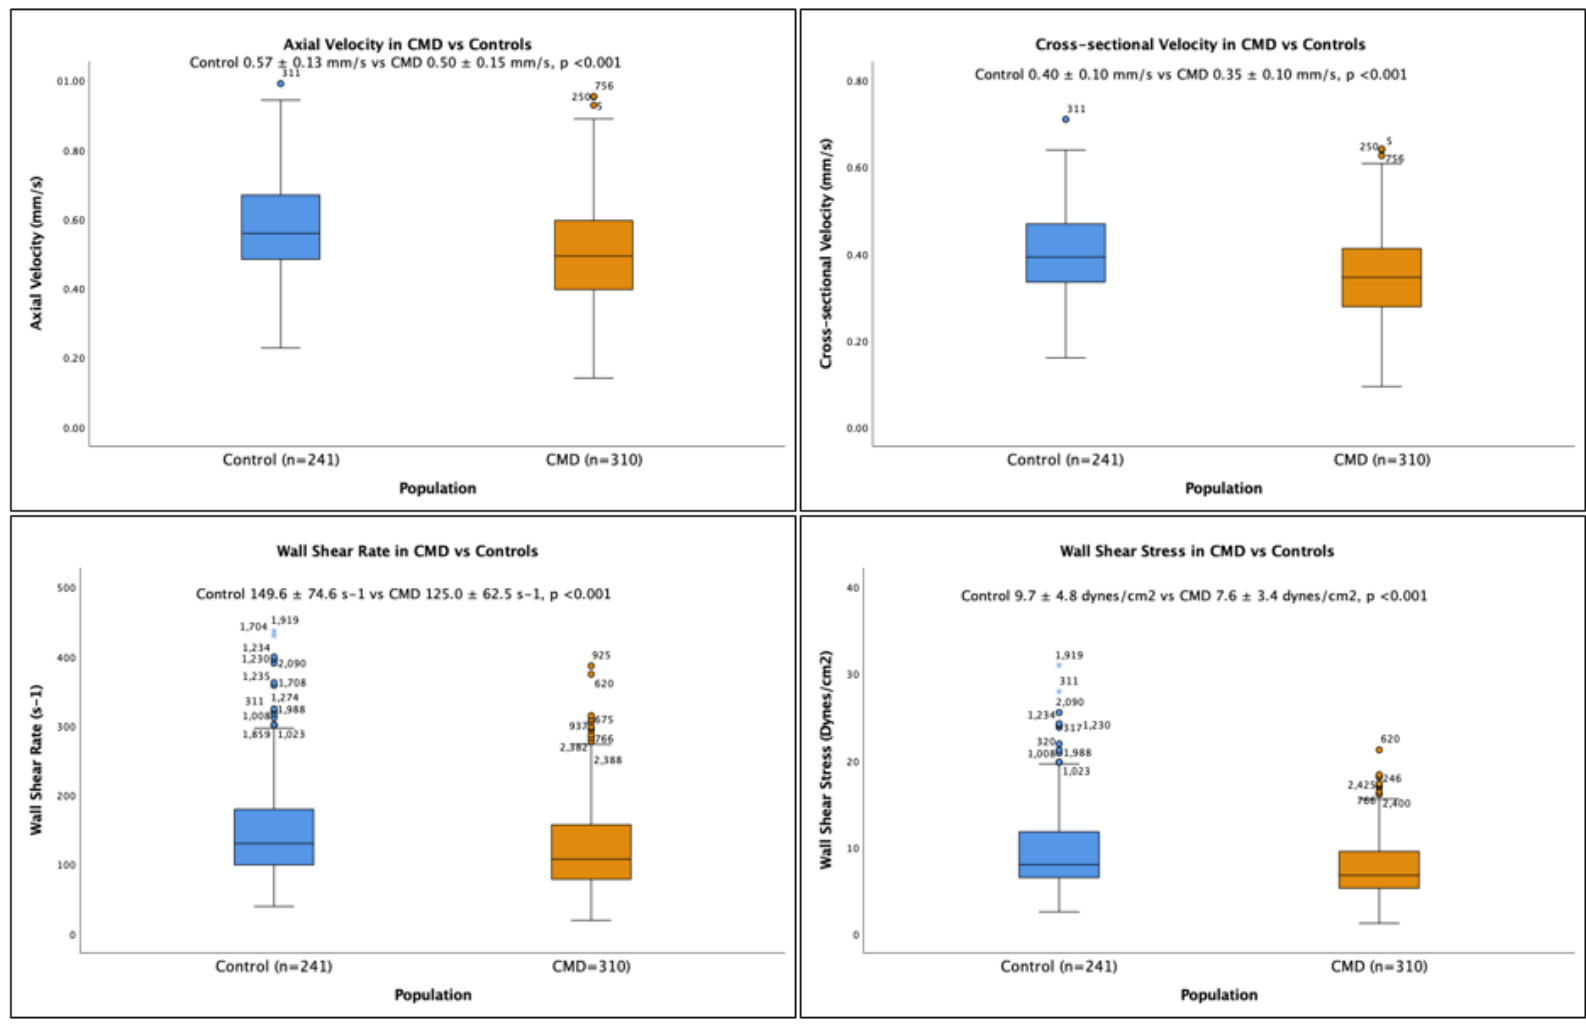 Axial Velocity in CMD vs Controls
Control 0.57 ± 0.13 mm/s vs CMD 0.50 ± 0.15 mm/s, p <0.001
311
01.00
756
250
5
0.80
0.60
0.40
0.20
0.00
Axial Velocity (mm/s)
Control (n=241)
CMD (n=310)
Population
Cross-sectional Velocity in CMD vs Controls
Control 0.40 ± 0.10 mm/s vs CMD 0.35 ± 0.10 mm/s, p <0.001
0.80
311
5
250
756
0.60
0.40
0.20
0.00
Cross-sectional Velocity (mm/s)
Control (n=241)
CMD (n=310)
Population
Wall Shear Rate in CMD vs Controls
500
Control 149.6 ± 74.6 s-1 vs CMD 125.0 ± 62.5 s-1, p <0.001
1,919
1,704
1,234
1,230
2,090
1,235
1,708
1,274
311
1,988
1,008
1,859
1,023
925
620
675
937
766
2,382
2,388
400
300
200
100
0
Wall Shear Rate (s-1)
Control (n=241)
CMD=310)
Population
Wall Shear Stress in CMD vs Controls
40
Control 9.7 ± 4.8 dynes/cm2 vs CMD 7.6 ± 3.4 dynes/cm2, p <0.001
1,919
311
2,090
1,234
317
1,230
320
1,008
1,988
1,023
620
246
2,425
766
2,400
30
20
10
0
Wall Shear Stress (Dynes/cm2)
Control (n=241)
CMD (n=310)
Population